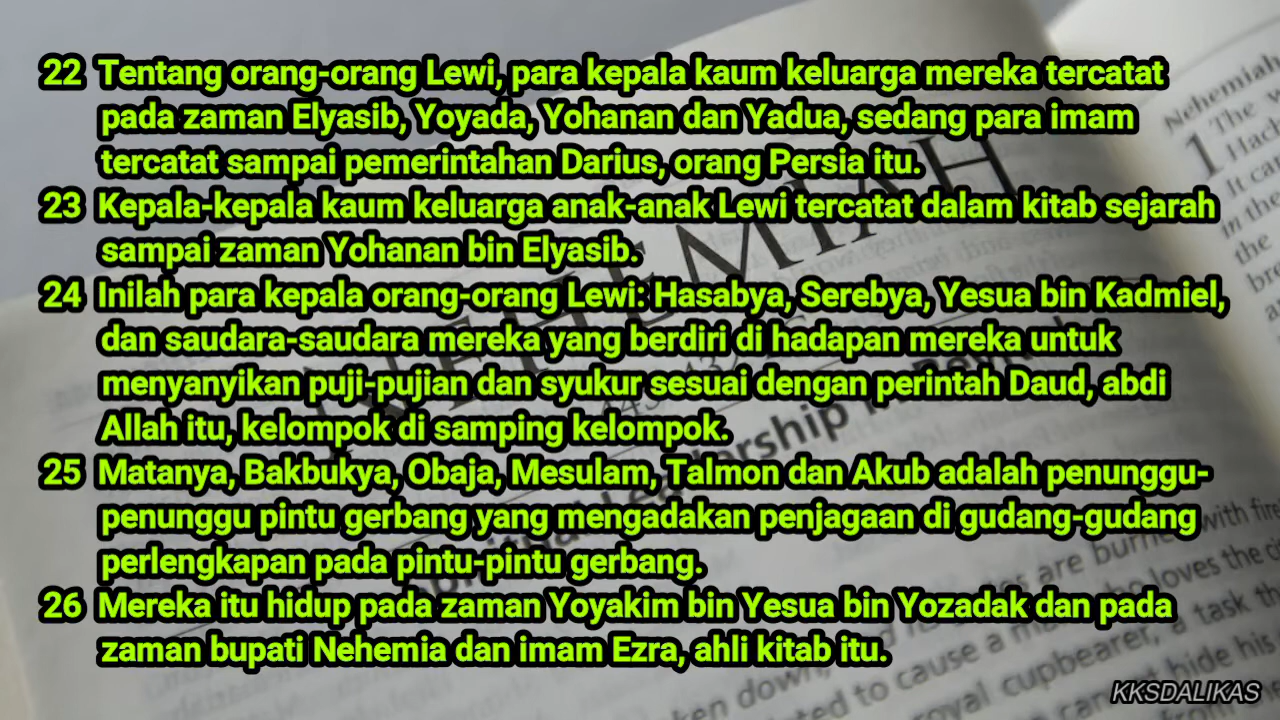 22 Tentang orang-orang Lewi, para kepala kaum keluarga mereka tercatat
pada zaman Elyasib, Yoyada, Yohanan dan Yadua, sedang para imam
tercatat sampai pemerintahan Darius, orang Persia itu.
23 Kepala-kepala kaum keluarga anak-anak Lewi tercatat dalam kitab sejarah
sampai zaman Yohanan bin Elyasib.
24 Inilah para kepala orang-orang Lewi: Hasabya, Serebya, Yesua bin Kadmiel,
dan saudara-saudara mereka yang berdiri di hadapan mereka untuk
menyanyikan puji-pujian dan syukur sesuai dengan perintah Daud, abdi
Allah itu, kelompok di samping kelompok.
25 Matanya, Bakbukya, Obaja, Mesulam, Talmon dan Akub adalah penunggu-
penunggu pintu gerbang yang mengadakan penjagaan di gudang-gudang
perlengkapan pada pintu-pintu gerbang.
26 Mereka itu hidup pada zaman Yoyakim bin Yesua bin Yozadak dan pada
zaman bupati Nehemia dan imam Ezra, ahli kitab itu.
KKSDALIKAS
NEHEMIAH
Nehemiah
1 The